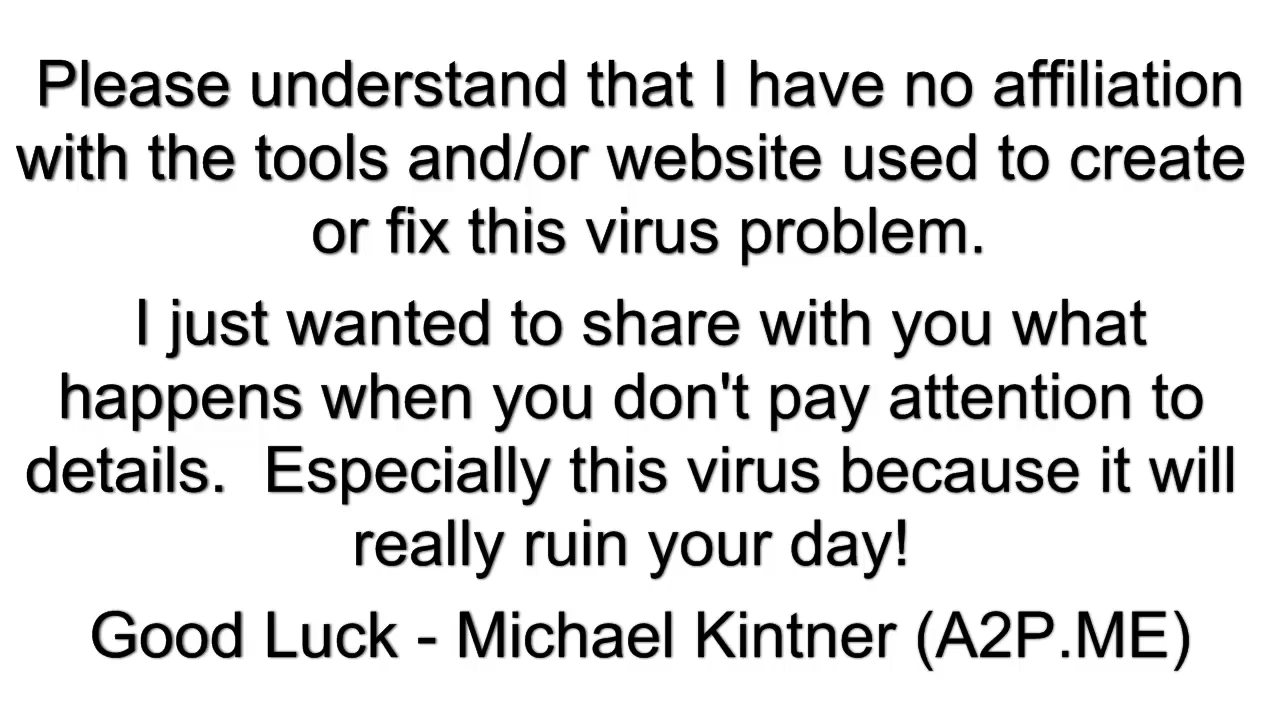 Please understand that I have no affiliation
with the tools and/or website used to create
or fix this virus problem.
I just wanted to share with you what
happens when you don't pay attention to
details.  Especially this virus because it will
really ruin your day!
Good Luck - Michael Kintner (A2P.ME)